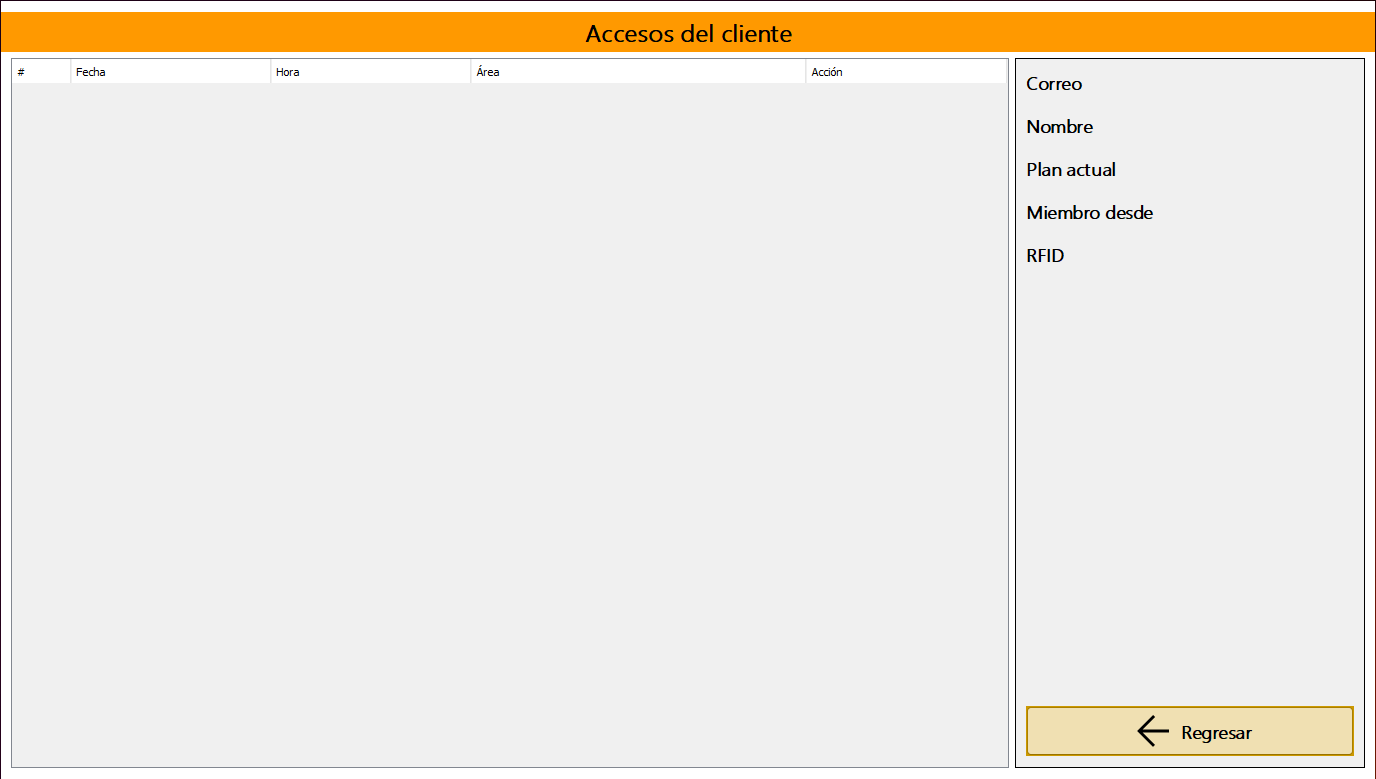 Accesos del cliente
# Fecha Hora Área Acción
Correo
Nombre
Plan actual
Miembro desde
RFID
Regresar